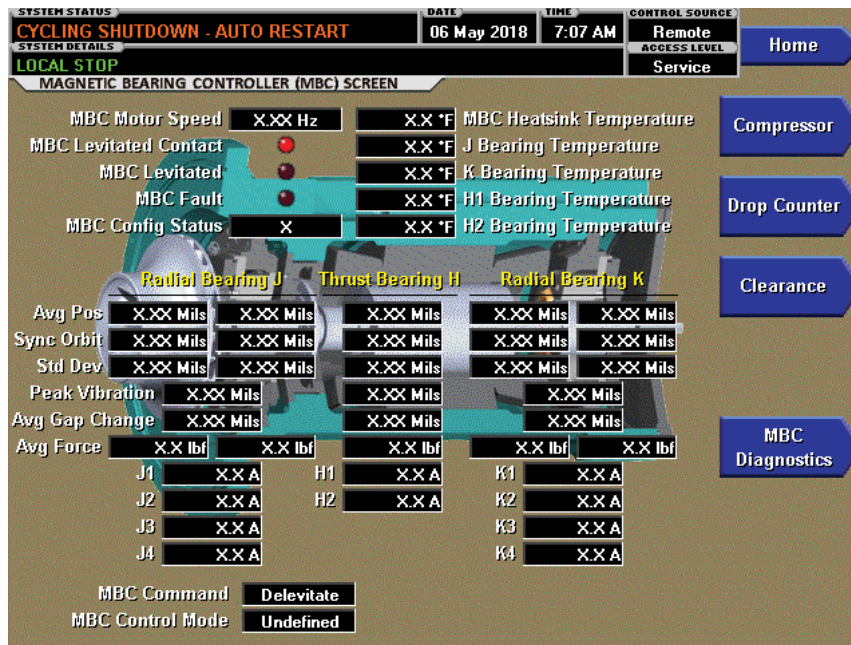 SYSTEM STATUS
CYCLING SHUTDOWN - AUTO RESTART
DATE
06 May 2018
TIME
7:07 AM
CONTROL SOURCE
Remote
SYSTEM DETAILS
LOCAL STOP
ACCESS LEVEL
Service
Home
MAGNETIC BEARING CONTROLLER (MBC) SCREEN
MBC Motor Speed X.XX Hz X.X °F MBC Heatsink Temperature
MBC Levitated Contact X.X °F J Bearing Temperature
MBC Levitated X.X °F K Bearing Temperature
MBC Fault X.X °F H1 Bearing Temperature
MBC Config Status X X.X °F H2 Bearing Temperature
Compressor
Drop Counter
Clearance
MBC Diagnostics
Radial Bearing J Thrust Bearing H Radial Bearing K
Avg Pos X.XX Mils X.XX Mils X.XX Mils X.XX Mils X.XX Mils
Sync Orbit X.XX Mils X.XX Mils X.XX Mils X.XX Mils X.XX Mils
Std Dev X.XX Mils X.XX Mils X.XX Mils X.XX Mils X.XX Mils
Peak Vibration X.XX Mils X.XX Mils X.XX Mils
Avg Gap Change X.XX Mils X.XX Mils X.XX Mils
Avg Force X.X lbf X.X lbf X.X lbf X.X lbf X.X lbf
J1 X.X A H1 X.X A K1 X.X A
J2 X.X A H2 X.X A K2 X.X A
J3 X.X A K3 X.X A
J4 X.X A K4 X.X A
MBC Command Delevitate
MBC Control Mode Undefined